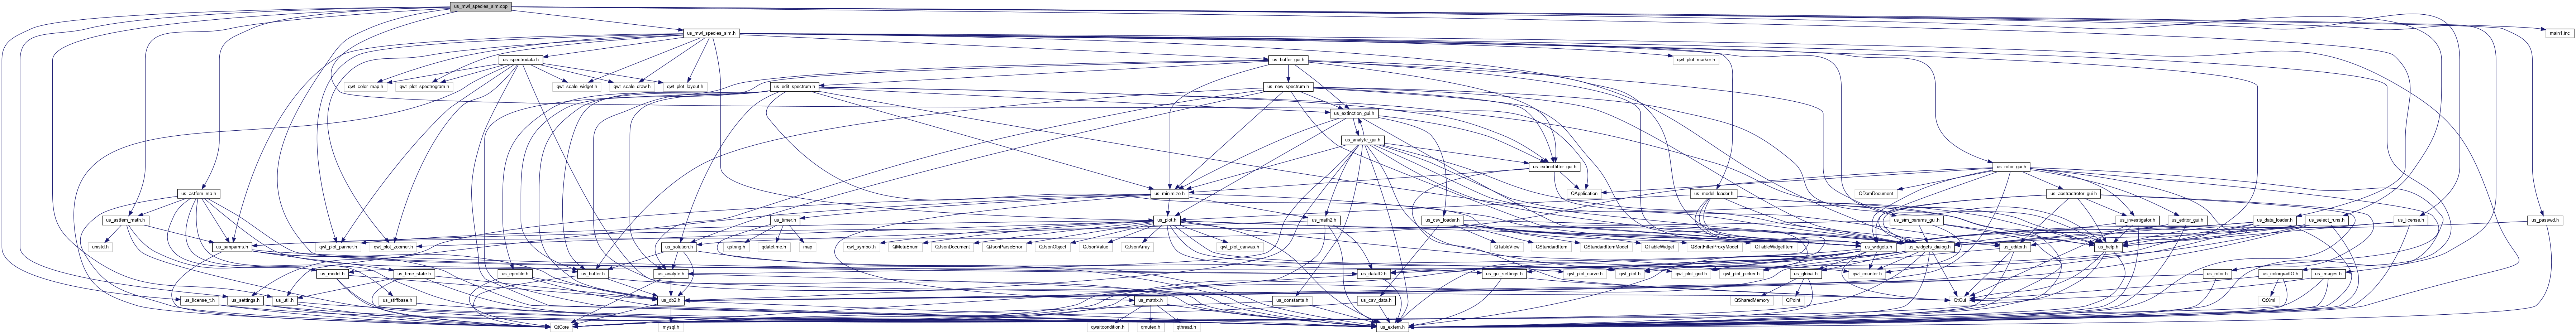 us_mel_species_sim.cpp
us_mel_species_sim.h
main1.inc
us_spectrodata.h
us_buffer_gui.h
qwt_plot_marker.h
qwt_color_map.h
qwt_plot_spectrogram.h
qwt_scale_widget.h
qwt_scale_draw.h
qwt_plot_layout.h
us_edit_spectrum.h
us_new_spectrum.h
us_extinction_gui.h
us_analyte_gui.h
us_extinctfitter_gui.h
us_rotor_gui.h
us_astfem_rsa.h
us_minimize.h
QApplication
us_model_loader.h
QDomDocument
us_abstractrotor_gui.h
us_astfem_math.h
us_timer.h
us_plot.h
us_math2.h
us_csv_loader.h
us_sim_params_gui.h
us_investigator.h
us_editor_gui.h
us_data_loader.h
us_select_runs.h
us_license.h
us_passwd.h
unistd.h
us_simparms.h
qwt_plot_panner.h
qwt_plot_zoomer.h
us_solution.h
qstring.h
qdatetime.h
map
qwt_symbol.h
QMetaEnum
QJsonDocument
QJsonParseError
QJsonObject
QJsonValue
QJsonArray
qwt_plot_canvas.h
QTableView
QStandardItem
QStandardItemModel
QTableWidget
QSortFilterProxyModel
QTableWidgetItem
us_widgets.h
us_widgets_dialog.h
us_editor.h
us_help.h
us_model.h
us_time_state.h
us_eprofile.h
us_buffer.h
us_analyte.h
us_dataIO.h
us_gui_settings.h
qwt_plot_curve.h
qwt_plot.h
qwt_plot_grid.h
qwt_plot_picker.h
us_global.h
qwt_counter.h
us_rotor.h
us_colorgradIO.h
us_images.h
us_license_t.h
us_settings.h
us_util.h
us_stiffbase.h
us_db2.h
us_matrix.h
us_constants.h
us_csv_data.h
QSharedMemory
QPoint
QtGui
QtXml
QtCore
mysql.h
qwaitcondition.h
qmutex.h
qthread.h
us_extern.h